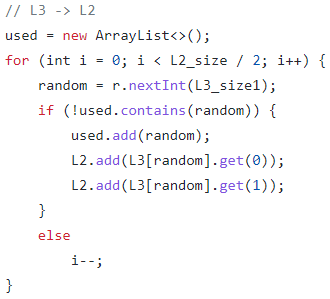 // L3 -> L2
used = new ArrayList<>();
for (int i = 0; i < L2_size / 2; i++) {
    random = r.nextInt(L3_size1);
    if (!used.contains(random)) {
        used.add(random);
        L2.add(L3[random].get(0));
        L2.add(L3[random].get(1));
    }
    else
        i--;
}